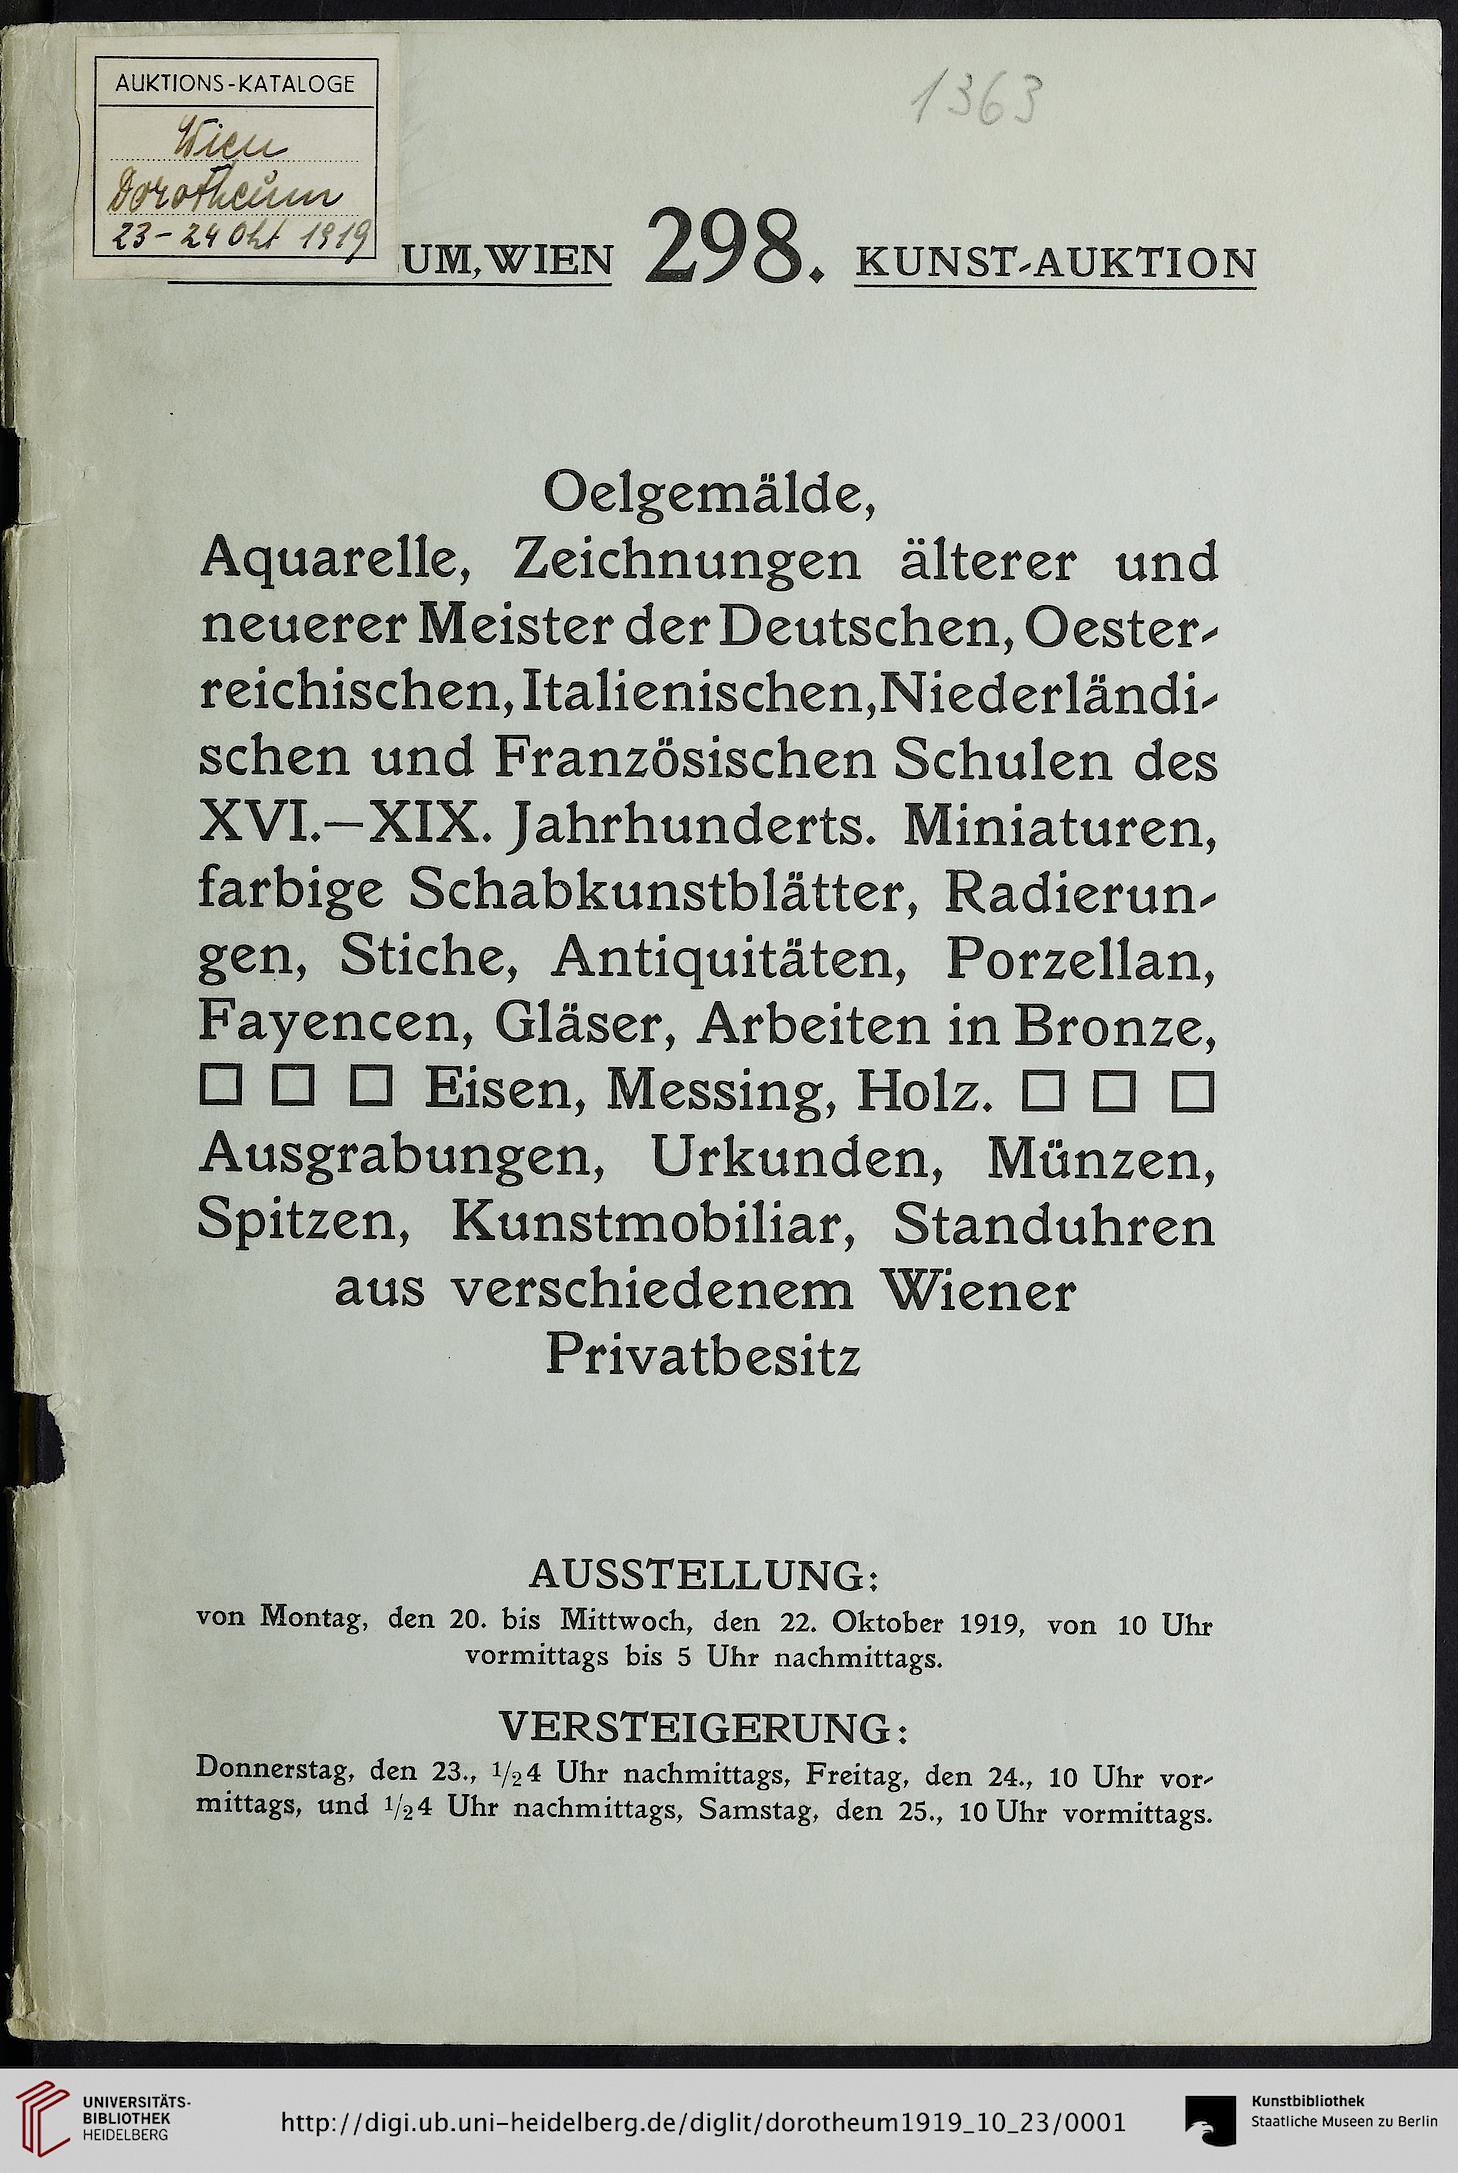 AUKTIONS-KATALOGE
Wien
Dorotheum
23-24 Okt 1919
1363
UM, WIEN 298. KUNST-AUKTION
Oelgemälde,
Aquarelle, Zeichnungen älterer und
neuerer Meister der Deutschen, Oester-
reichischen, Italienischen, Niederländi-
schen und Französischen Schulen des
XVI.—XIX. Jahrhunderts. Miniaturen,
farbige Schabkunstblätter, Radierun-
gen, Stiche, Antiquitäten, Porzellan,
Fayencen, Gläser, Arbeiten in Bronze,
□ □ □ Eisen, Messing, Holz. □ □ □
Ausgrabungen, Urkunden, Münzen,
Spitzen, Kunstmobiliar, Standuhren
aus verschiedenem Wiener
Privatbesitz
AUSSTELLUNG:
von Montag, den 20. bis Mittwoch, den 22. Oktober 1919, von 10 Uhr
vormittags bis 5 Uhr nachmittags.
VERSTEIGERUNG:
Donnerstag, den 23., 1/24 Uhr nachmittags, Freitag, den 24., 10 Uhr vor-
mittags, und 1/24 Uhr nachmittags, Samstag, den 25., 10 Uhr vormittags.
UNIVERSITÄTS-
BIBLIOTHEK
HEIDELBERG
http://digi.ub.uni-heidelberg.de/diglit/dorotheum1919_10_23/0001
Kunstbibliothek
Staatliche Museen zu Berlin